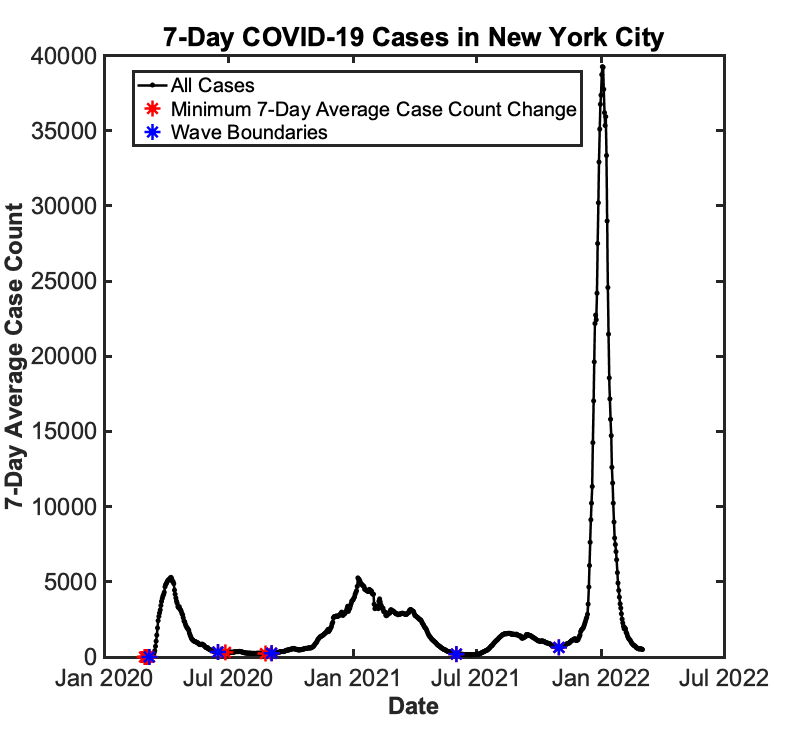 7-Day COVID-19 Cases in New York City
All Cases
Minimum 7-Day Average Case Count Change
Wave Boundaries
7-Day Average Case Count
40000
35000
30000
25000
20000
15000
10000
5000
0
Jan 2020
Jul 2020
Jan 2021
Jul 2021
Jan 2022
Jul 2022
Date